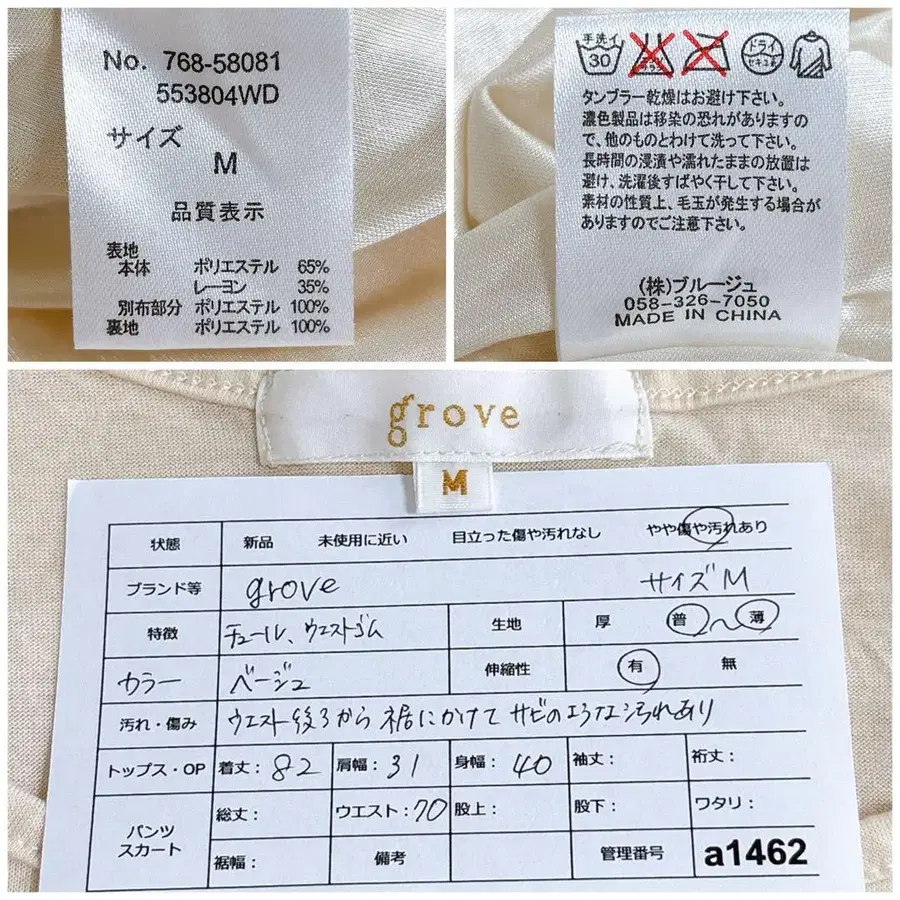 No. 768-58081
553804WD
サイズ
M
品質表示
表地
本体 ポリエステル 65%
レーヨン 35%
別布部分 ポリエステル 100%
裏地 ポリエステル 100%
手洗イ 30 ドライ セキユ系
タンブラー乾燥はお避け下さい。
濃色製品は移染の恐れがありますの
で、他のものとわけて洗って下さい。
長時間の浸漬や濡れたままの放置は
避け、洗濯後すばやく干して下さい。
素材の性質上、毛玉が発生する場合が
ありますのでご注意下さい。
(株)ブルージュ
058-326-7050
MADE IN CHINA
grove
M
状態 新品 未使用に近い 目立った傷や汚れなし やや傷や汚れあり
ブランド等 grove サイズM
特徴 チュール、ウエストゴム 生地 厚 普 〜 薄
カラー ベージュ 伸縮性 有 無
汚れ・傷み ウエスト後ろから裾にかけてサビのような汚れあり
トップス・OP 着丈:82 肩幅:31 身幅:40 袖丈: 裄丈:
パンツ スカート 総丈: ウエスト:70 股上: 股下: ワタリ:
裾幅: 備考 管理番号 a1462